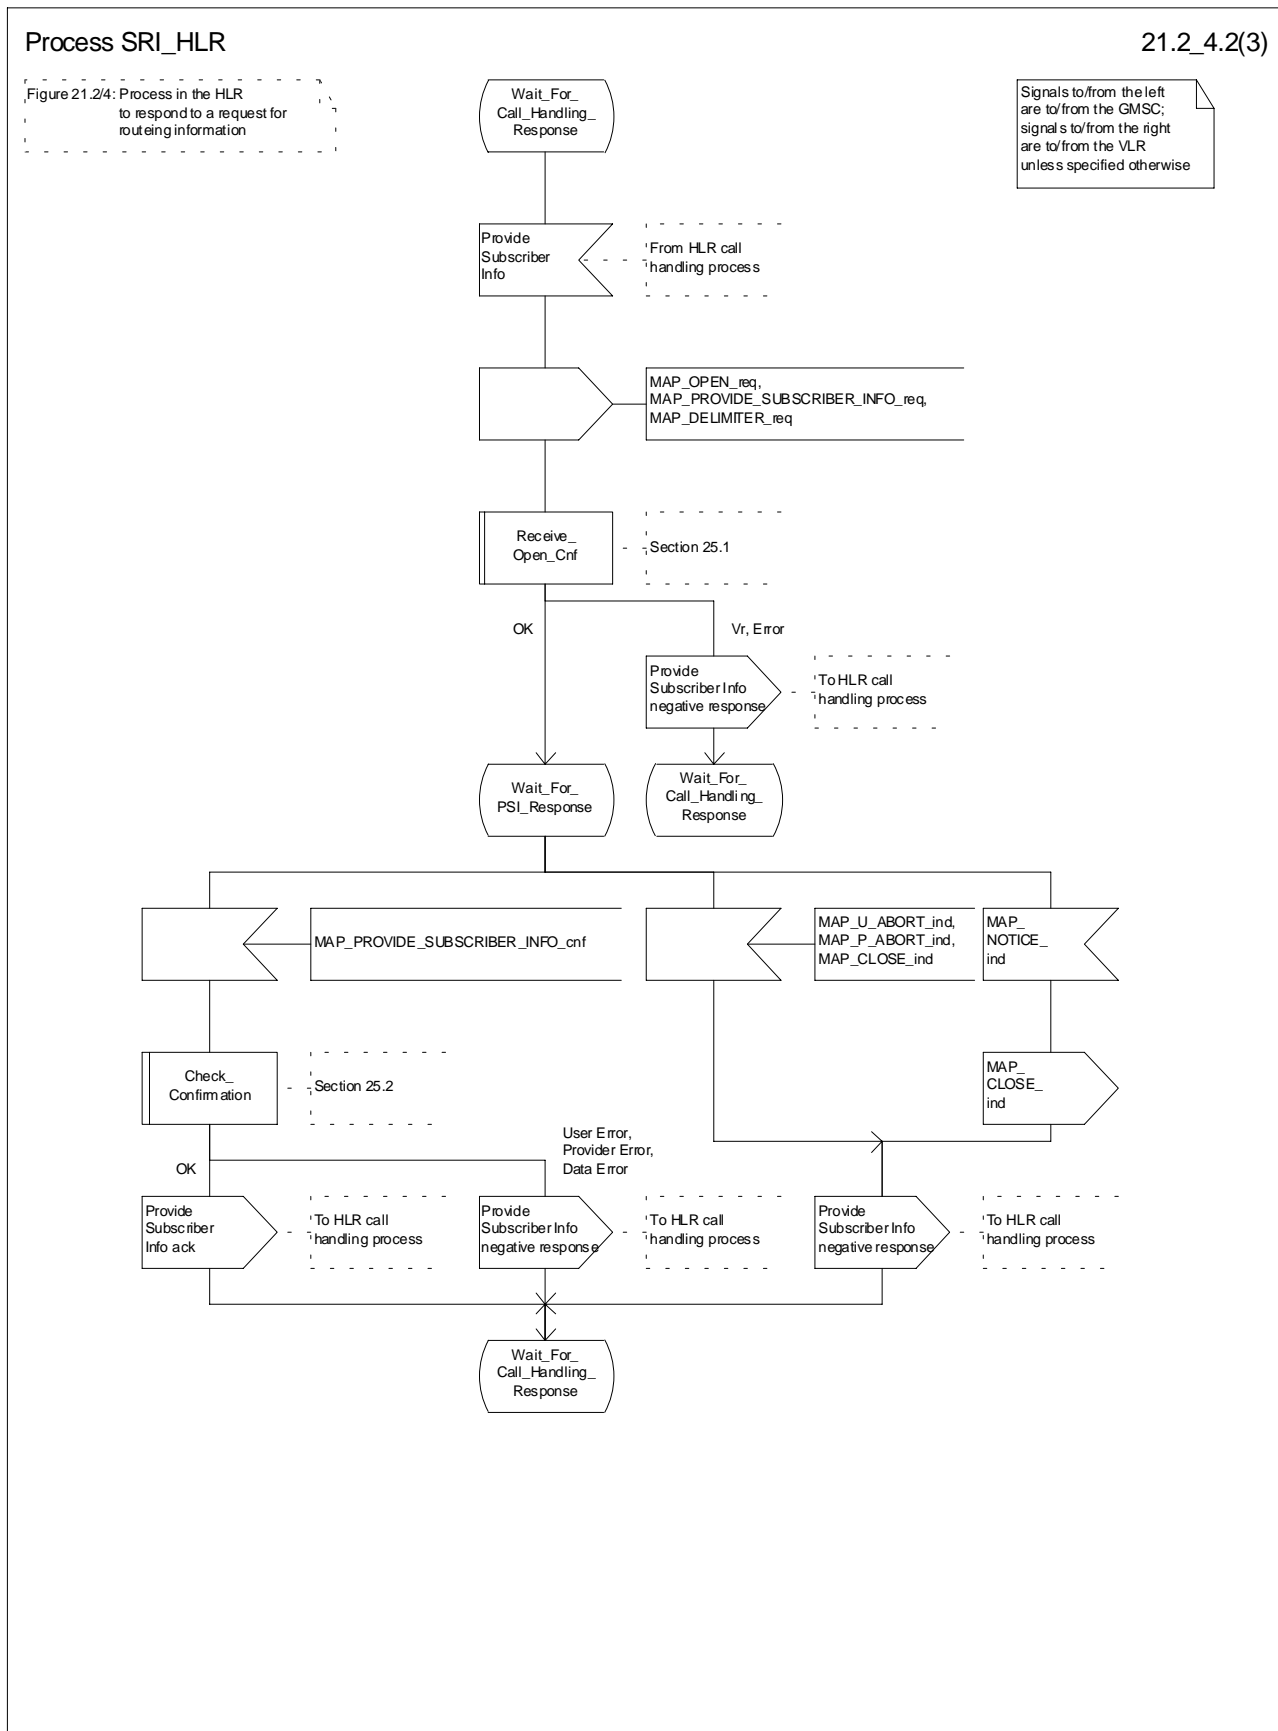 Process SRI_HLR
21.2_4.2(3)
Figure 21.2/4: Process in the HLR
to respond to a request for
routeing information
Wait_For_
Call_Handling_
Response
Signals to/from the left
are to/from the GMSC;
signals to/from the right
are to/from the VLR
unless specified otherwise
Provide
Subscriber
Info
From HLR call
handling process
MAP_OPEN_req,
MAP_PROVIDE_SUBSCRIBER_INFO_req,
MAP_DELIMITER_req
Receive_
Open_Cnf
Section 25.1
OK
Vr, Error
Provide
Subscriber Info
negative response
To HLR call
handling process
Wait_For_
PSI_Response
Wait_For_
Call_Handling_
Response
MAP_PROVIDE_SUBSCRIBER_INFO_cnf
MAP_U_ABORT_ind,
MAP_P_ABORT_ind,
MAP_CLOSE_ind
MAP_
NOTICE_
ind
Check_
Confirmation
Section 25.2
MAP_
CLOSE_
ind
User Error,
Provider Error,
Data Error
OK
Provide
Subscriber
Info ack
To HLR call
handling process
Provide
Subscriber Info
negative response
To HLR call
handling process
Provide
Subscriber Info
negative response
To HLR call
handling process
Wait_For_
Call_Handling_
Response